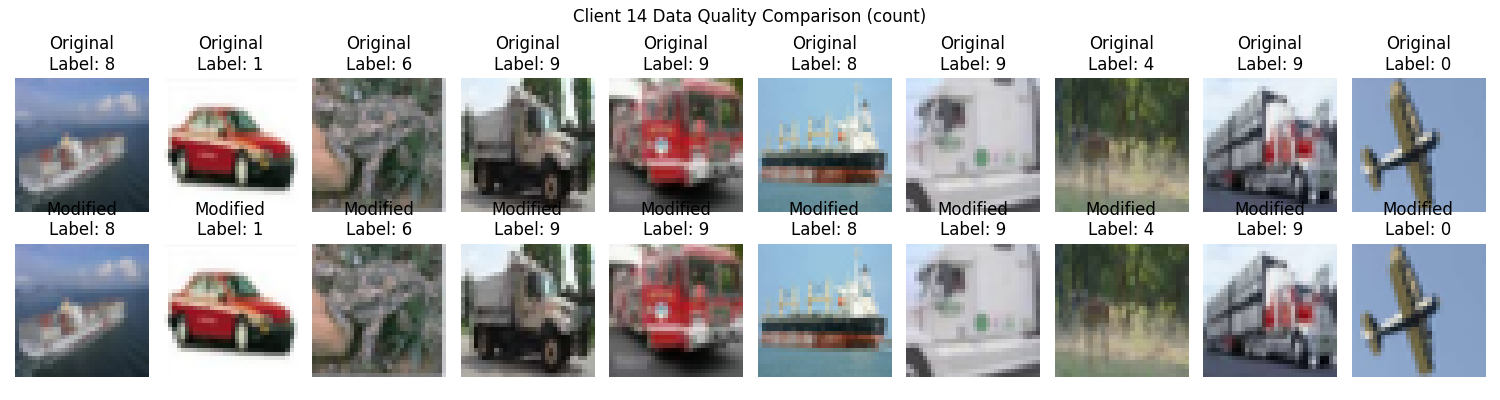 Client 14 Data Quality Comparison (count)
Original Original Original Original Original Original Original Original Original Original
Label: 8 Label: 1 Label: 6 Label: 9 Label: 9 Label: 8 Label: 9 Label: 4 Label: 9 Label: 0
Modified Modified Modified Modified Modified Modified Modified Modified Modified Modified
Label: 8 Label: 1 Label: 6 Label: 9 Label: 9 Label: 8 Label: 9 Label: 4 Label: 9 Label: 0